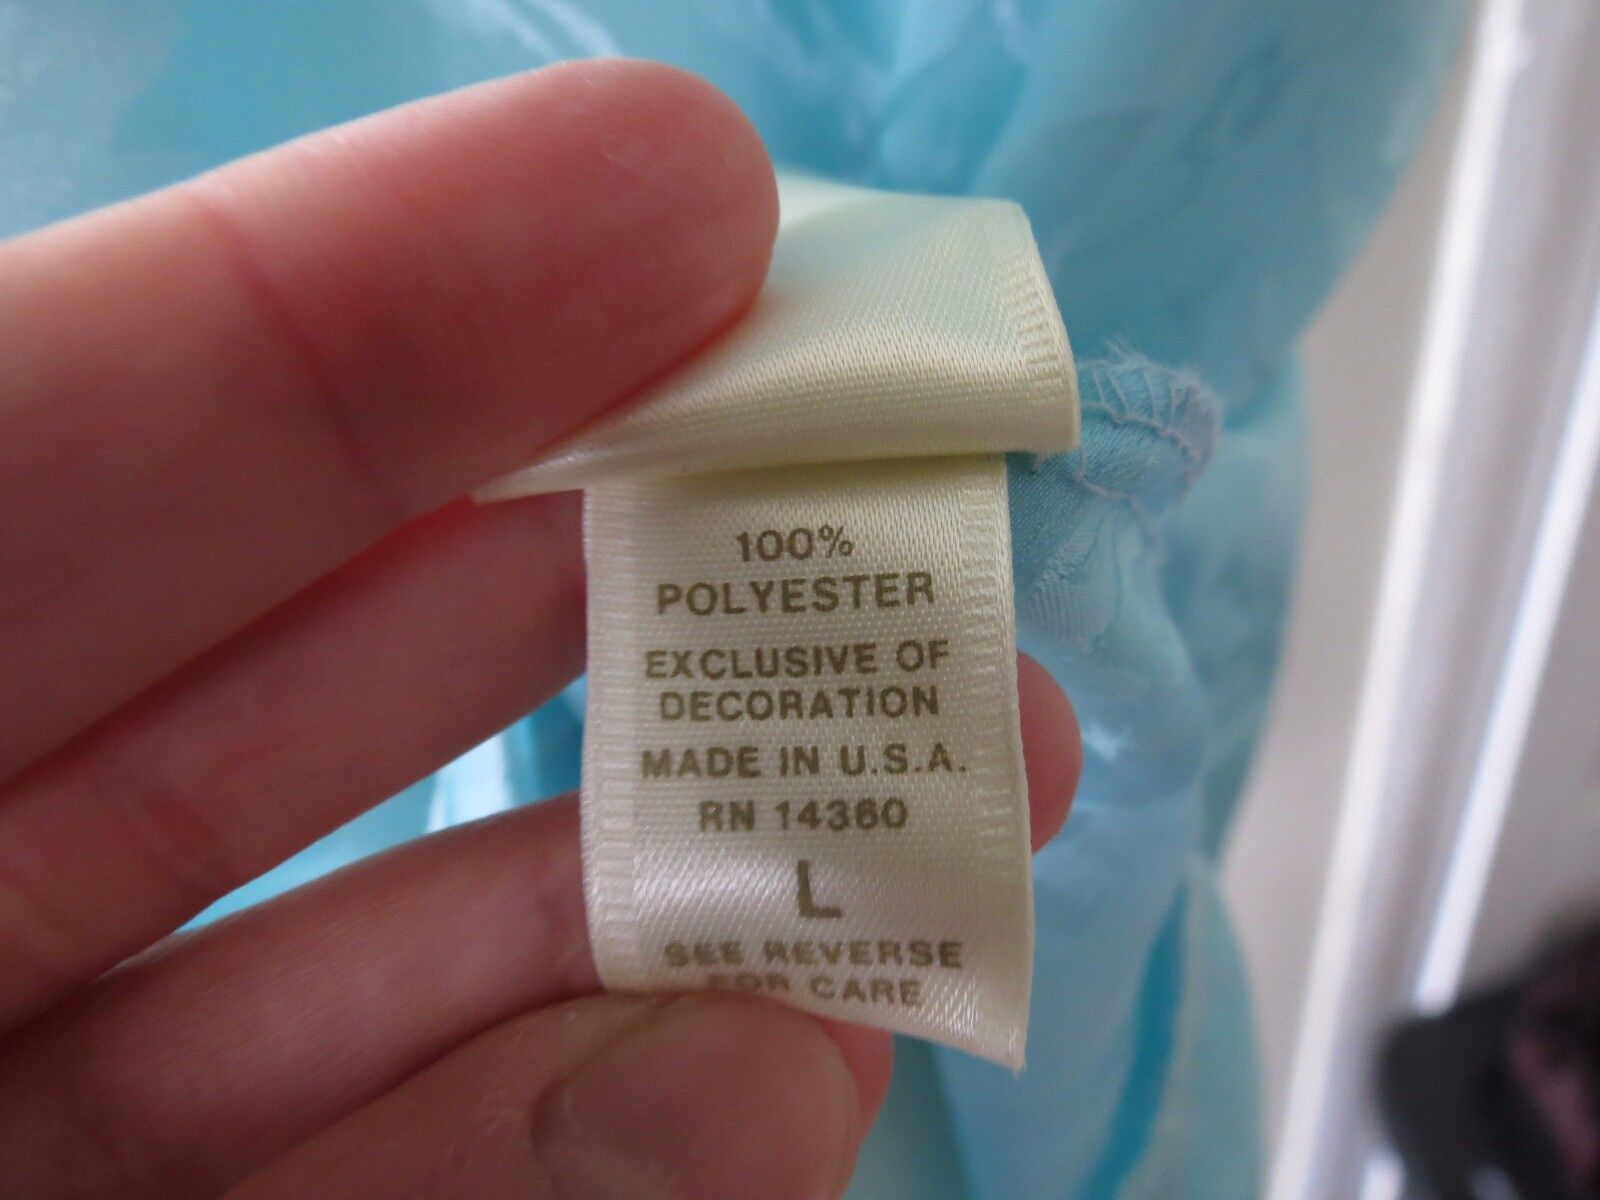 100%
POLYESTER
EXCLUSIVE OF
DECORATION
MADE IN U.S.A.
RN 14360
L
SEE REVERSE
FOR CARE